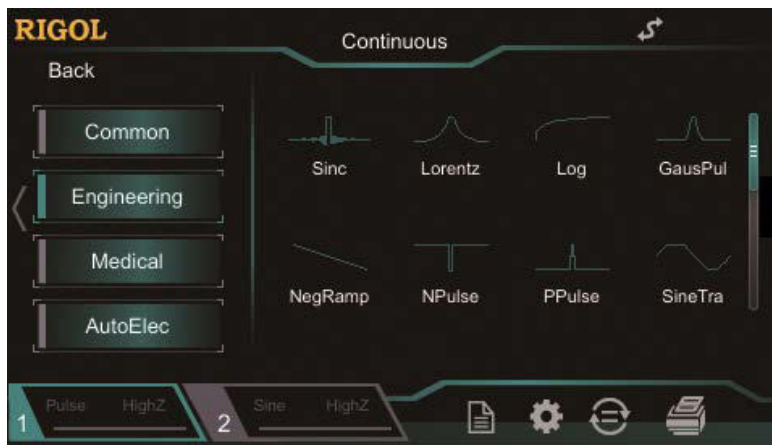 RIGOL
Continuous
Back
Common
Engineering
Medical
AutoElec
Sinc Lorentz Log GausPul
NegRamp NPulse PPulse SineTra
1 Pulse HighZ 2 Sine HighZ